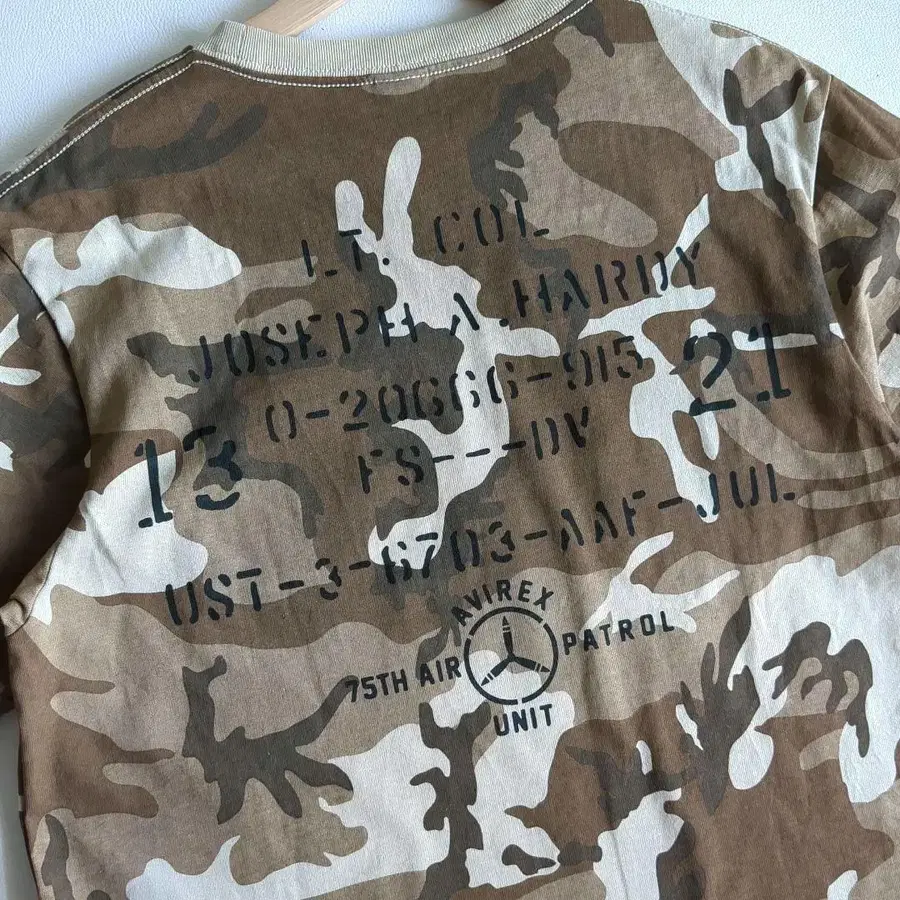 LT. COL
JOSEPH A.HARDY
0-20666-915
13 21
FS---DV
UST-3-6703-AAF-JUL
AVIREX
75TH AIR PATROL
UNIT